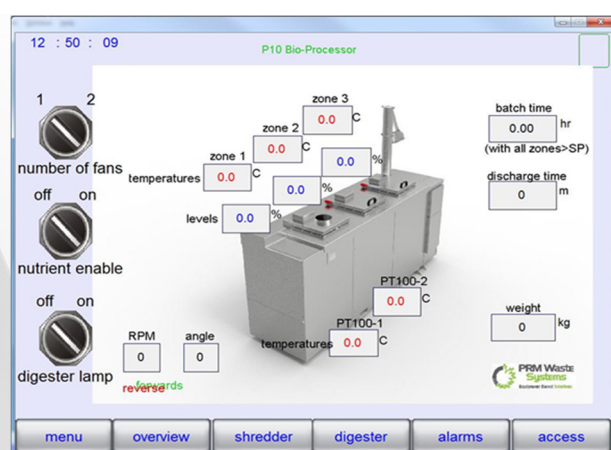 12 : 50 : 09
P10 Bio-Processor
1 2
number of fans
off on
nutrient enable
off on
digester lamp
zone 3
0.0 C
zone 2
0.0 C
zone 1
temperatures 0.0 C
0.0 %
0.0 %
levels 0.0 %
batch time
0.00 hr
(with all zones>SP)
discharge time
0 m
PT100-2
0.0 C
PT100-1
temperatures 0.0 C
RPM angle
0 0
forwards
reverse
weight
0 kg
PRM Waste
Systems
menu overview shredder digester alarms access